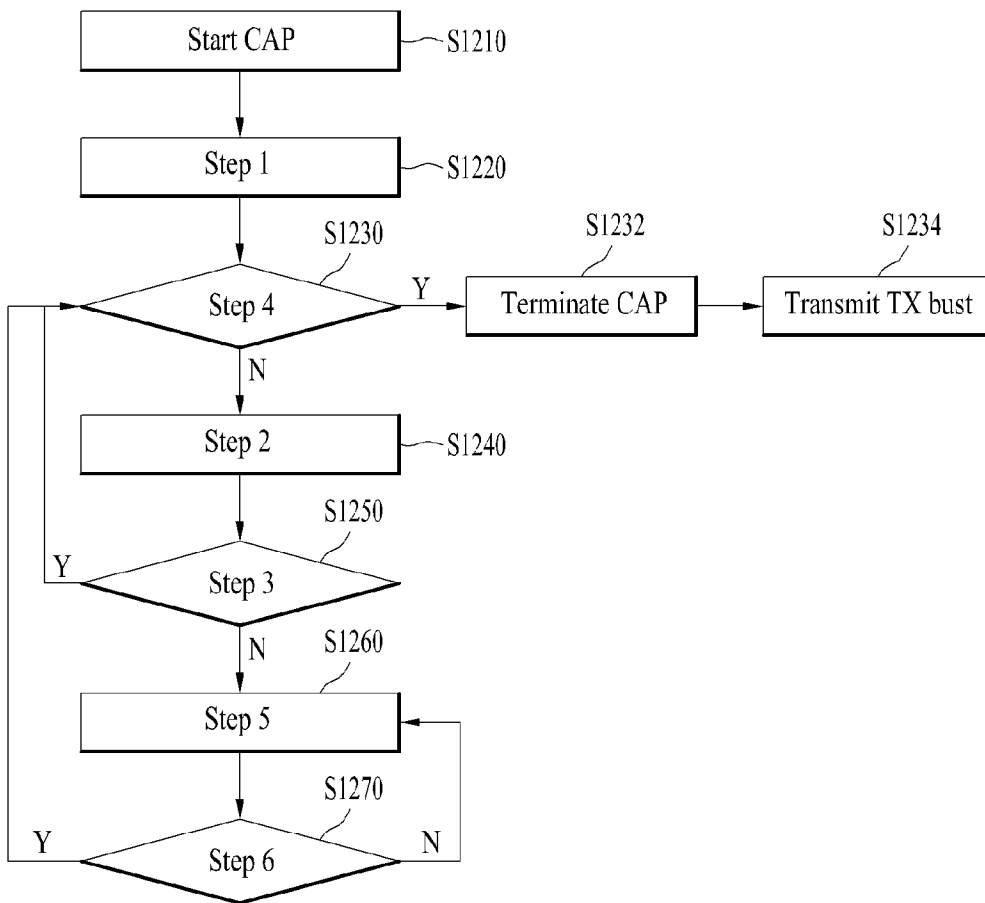 Start CAP
S1210
Step 1
S1220
S1230
Step 4
Y
S1232
Terminate CAP
S1234
Transmit TX bust
N
Step 2
S1240
S1250
Y
Step 3
N
S1260
Step 5
S1270
Y
Step 6
N